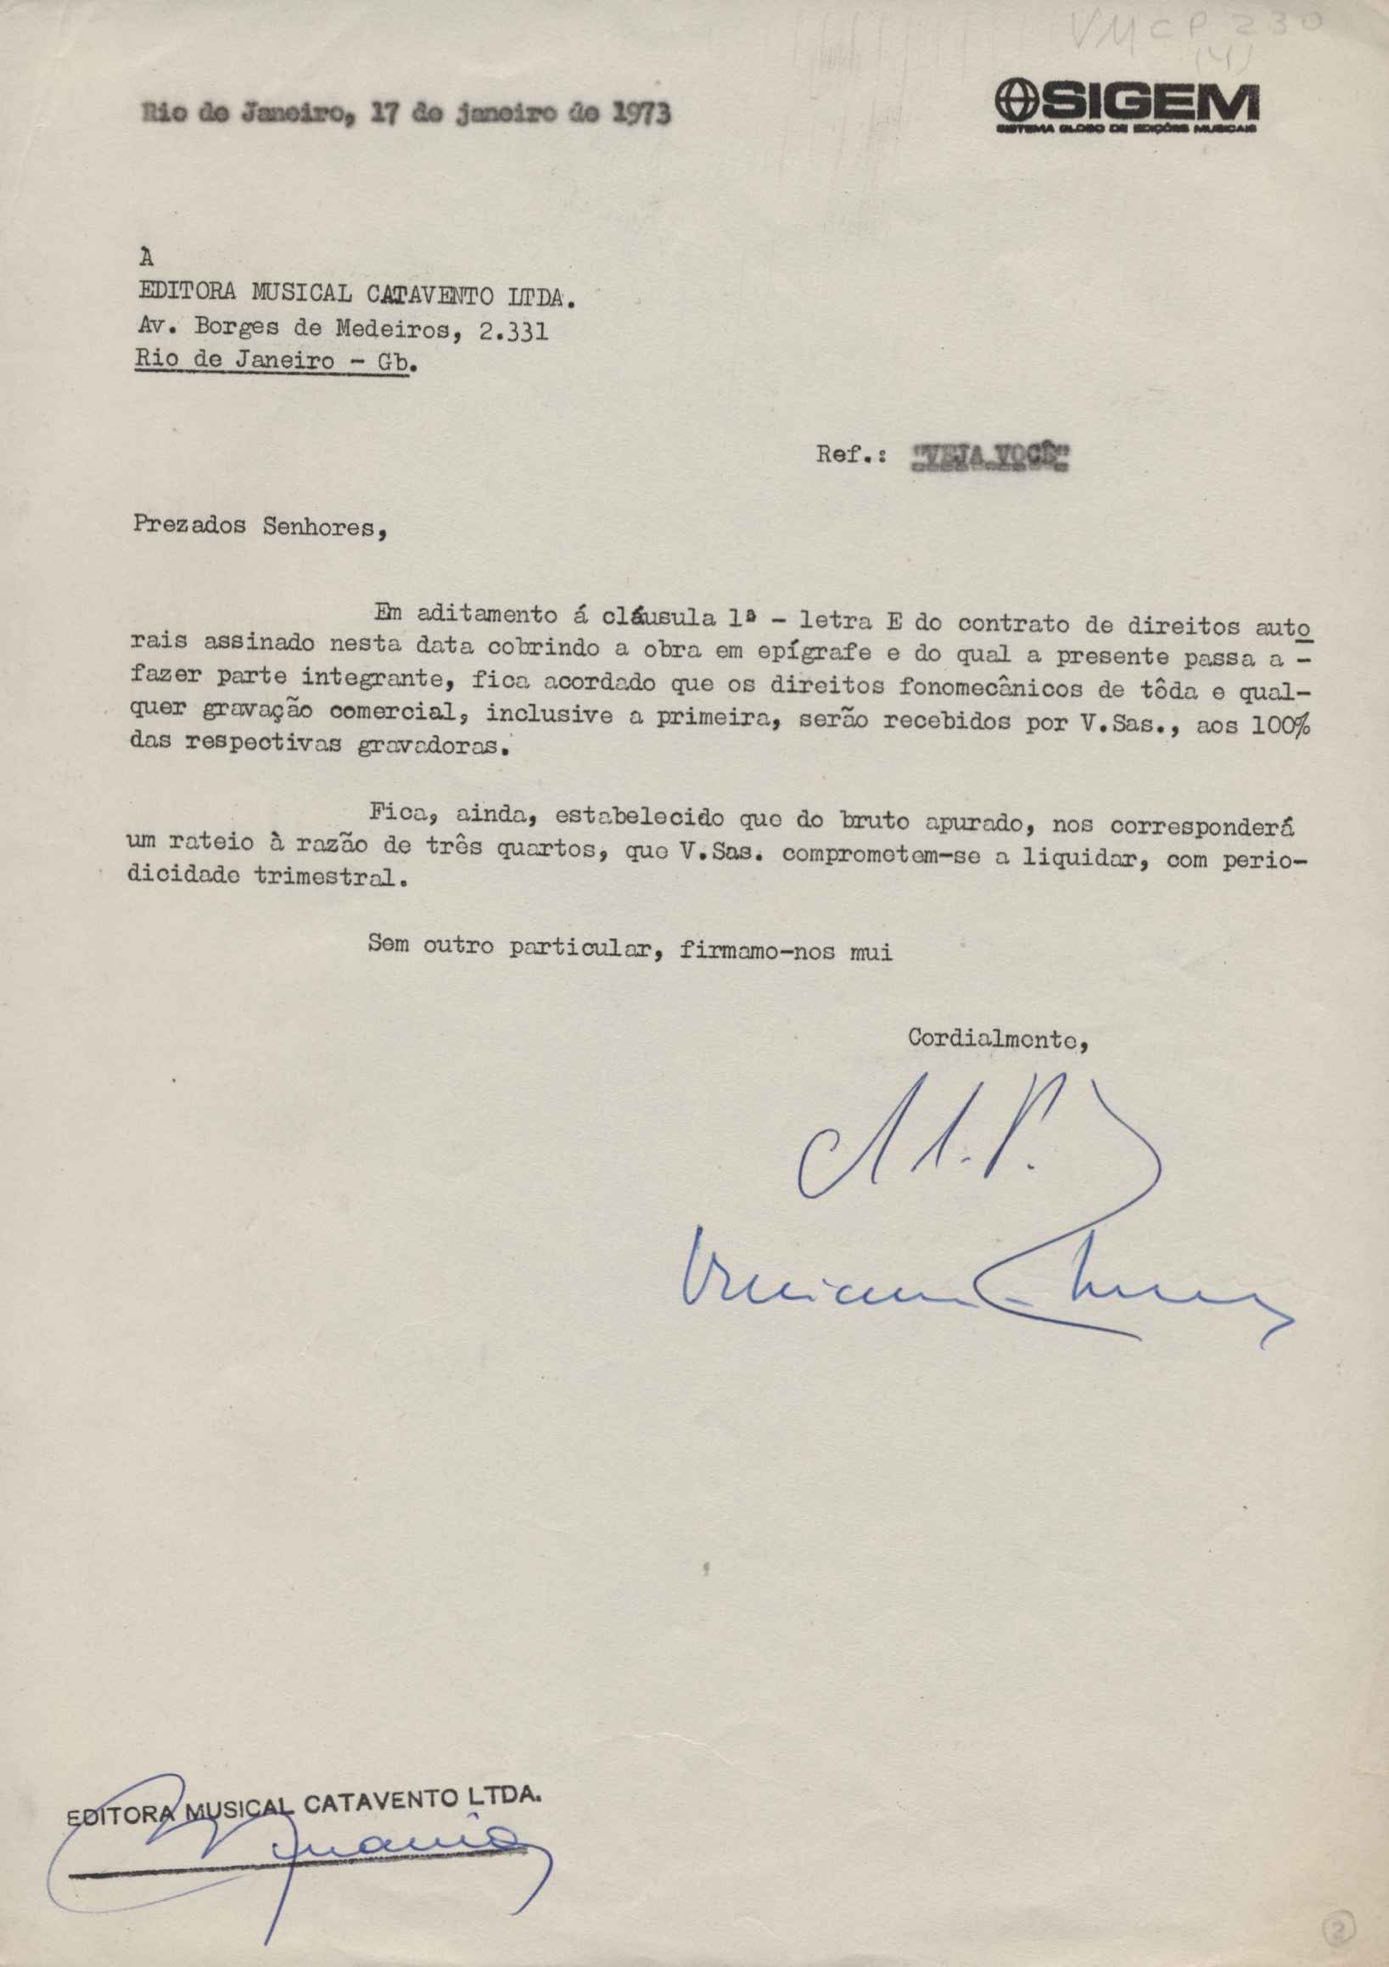 VMCP 230
(4)
SIGEM
SISTEMA GLOBO DE EDIÇÕES MUSICAIS
Rio de Janeiro, 17 de janeiro de 1973
À
EDITORA MUSICAL CATAVENTO LTDA.
Av. Borges de Medeiros, 2.331
Rio de Janeiro - Gb.
Ref.: "VEJA VOCÊ"
Prezados Senhores,
Em aditamento á cláusula 1ª - letra E do contrato de direitos auto
rais assinado nesta data cobrindo a obra em epígrafe e do qual a presente passa a -
fazer parte integrante, fica acordado que os direitos fonomecânicos de tôda e qual-
quer gravação comercial, inclusive a primeira, serão recebidos por V.Sas., aos 100%
das respectivas gravadoras.
Fica, ainda, estabelecido que do bruto apurado, nos corresponderá
um rateio à razão de três quartos, que V.Sas. comprometem-se a liquidar, com perio-
dicidade trimestral.
Sem outro particular, firmamo-nos mui
Cordialmente,
EDITORA MUSICAL CATAVENTO LTDA.
2